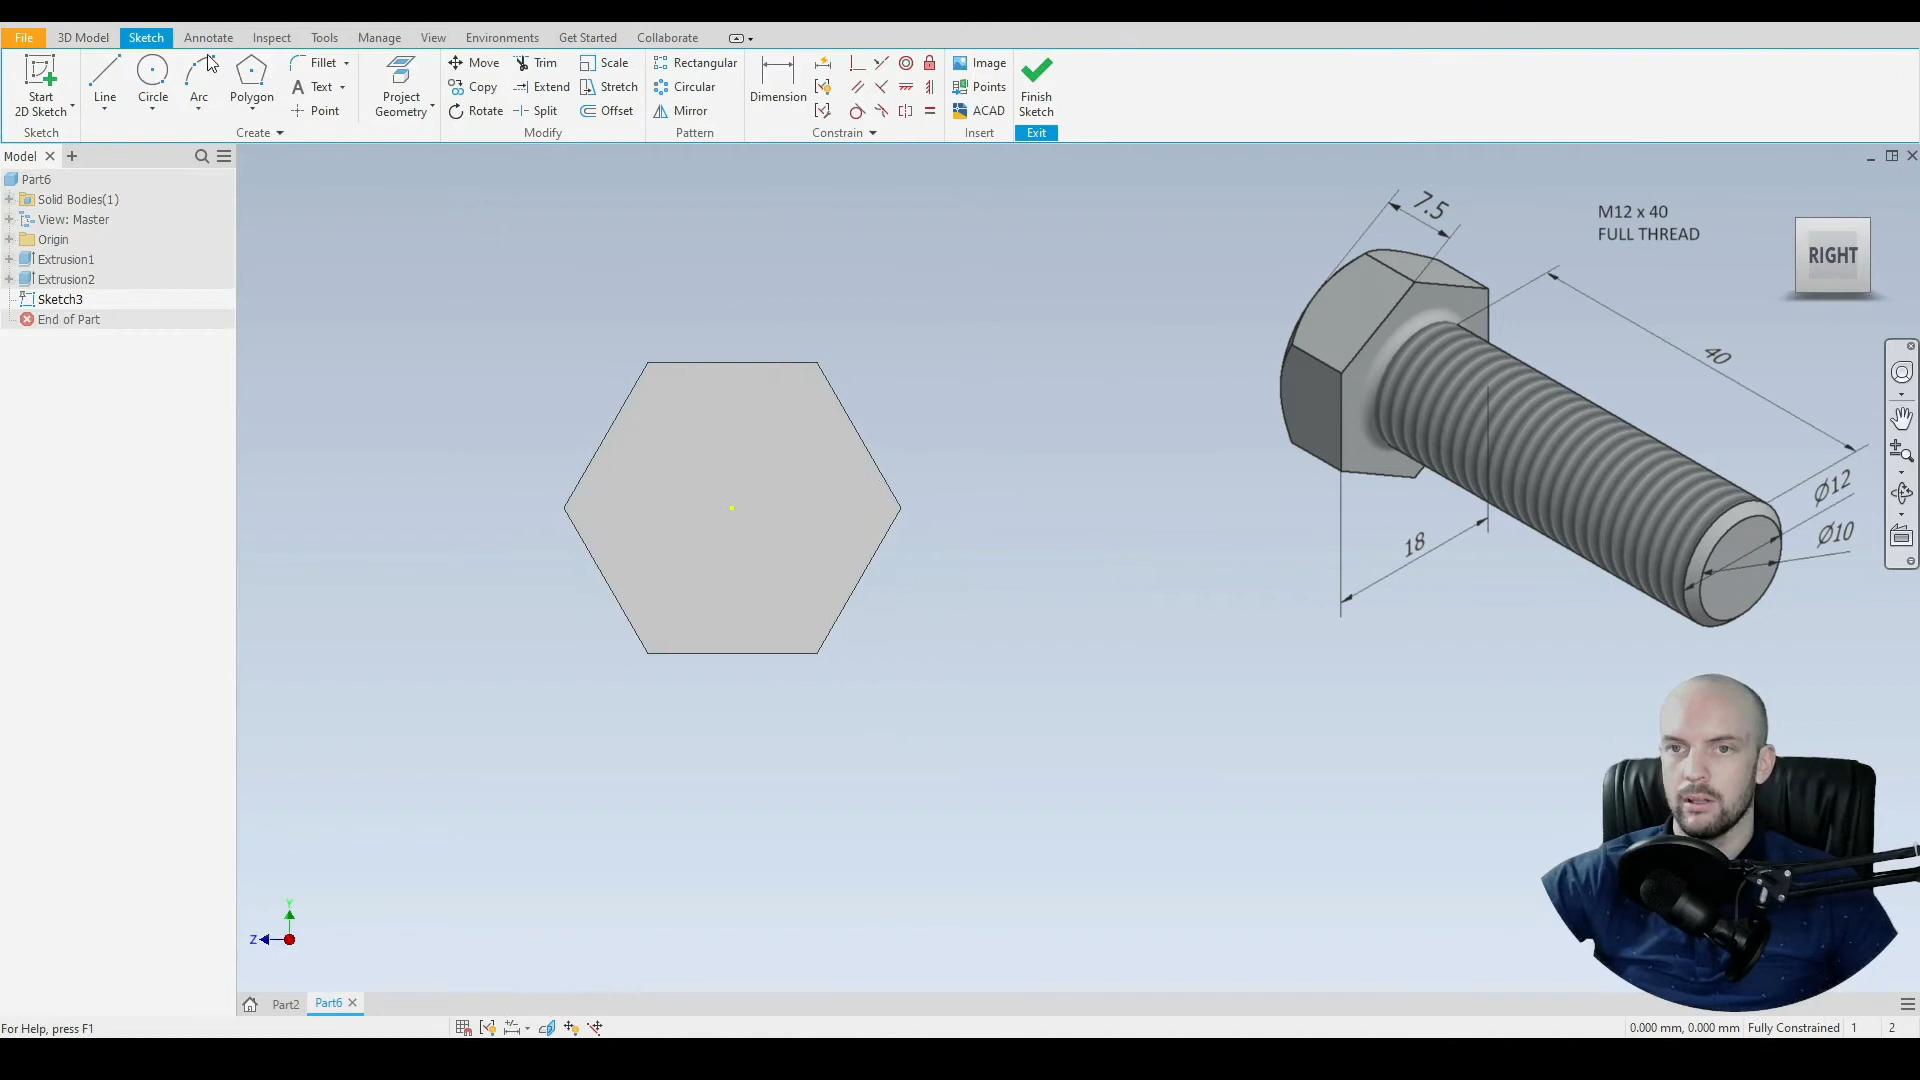 File 3D Model Sketch Annotate Inspect Tools Manage View Environments Get Started Collaborate
Start
2D Sketch
Line
Circle
Arc
Polygon
Fillet
Text
Point
Project
Geometry
Move
Copy
Rotate
Trim
Extend
Split
Scale
Stretch
Offset
Rectangular
Circular
Mirror
Dimension
Image
Points
ACAD
Finish
Sketch
Sketch Create Modify Pattern Constrain Insert Exit
Model
Part6
Solid Bodies(1)
View: Master
Origin
Extrusion1
Extrusion2
Sketch3
End of Part
7.5
M12 x 40
FULL THREAD
RIGHT
40
Ø12
Ø10
18
Y
Z
Part2 Part6
For Help, press F1
0.000 mm, 0.000 mm Fully Constrained 1 2